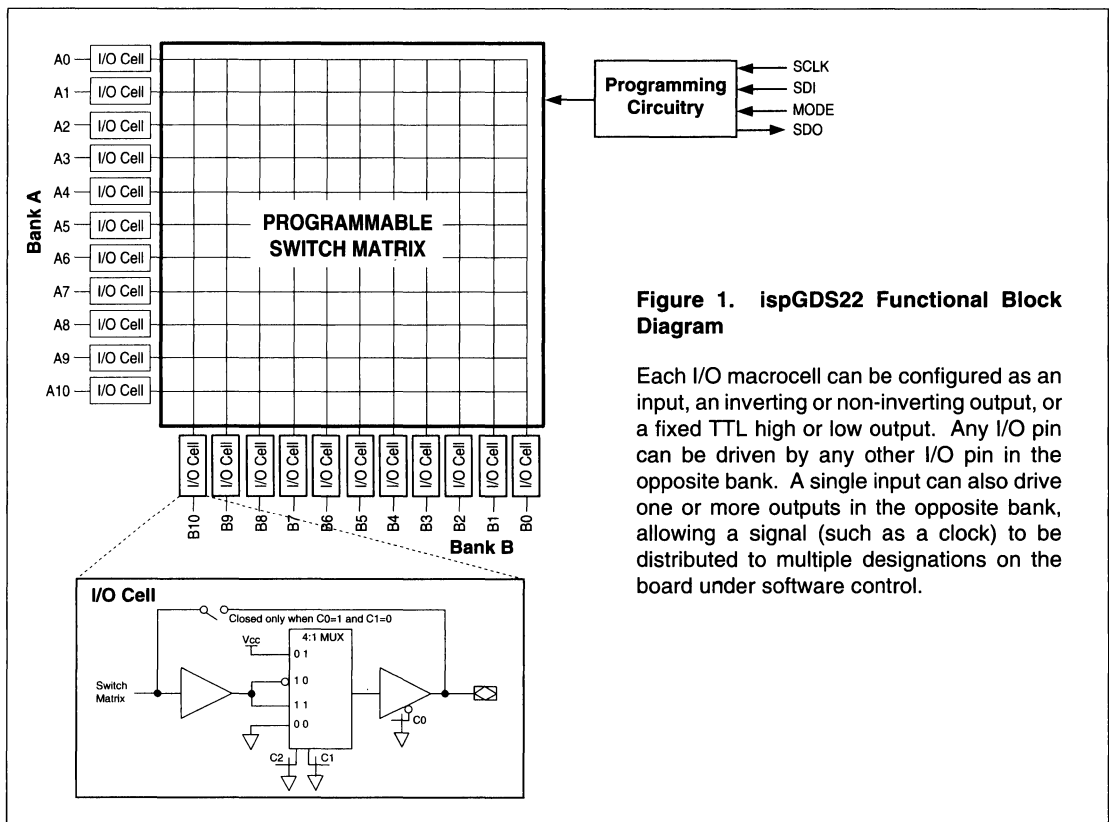 A0 I/O Cell
A1 I/O Cell
A2 I/O Cell
A3 I/O Cell
A4 I/O Cell
A5 I/O Cell
A6 I/O Cell
A7 I/O Cell
A8 I/O Cell
A9 I/O Cell
A10 I/O Cell
Bank A
PROGRAMMABLE
SWITCH MATRIX
Programming
Circuitry
SCLK
SDI
MODE
SDO
I/O Cell I/O Cell I/O Cell I/O Cell I/O Cell I/O Cell I/O Cell I/O Cell I/O Cell I/O Cell I/O Cell
B10 B9 B8 B7 B6 B5 B4 B3 B2 B1 B0
Bank B
I/O Cell
Closed only when C0=1 and C1=0
Vcc
4:1 MUX
0 1
1 0
1 1
0 0
Switch
Matrix
C0
C2
C1
Figure 1. ispGDS22 Functional Block
Diagram
Each I/O macrocell can be configured as an
input, an inverting or non-inverting output, or
a fixed TTL high or low output. Any I/O pin
can be driven by any other I/O pin in the
opposite bank. A single input can also drive
one or more outputs in the opposite bank,
allowing a signal (such as a clock) to be
distributed to multiple designations on the
board under software control.